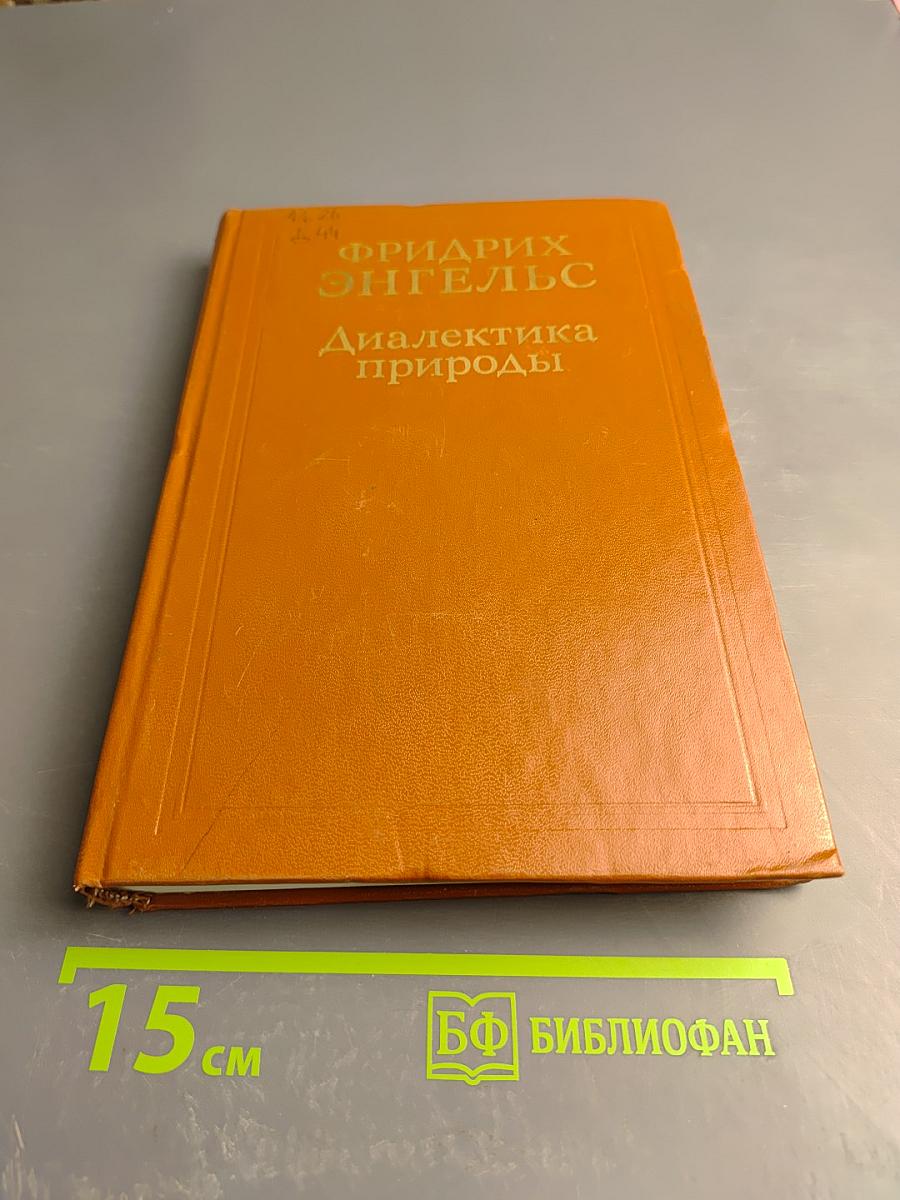 ФРИДРИХ
ЭНГЕЛЬС
Диалектика
природы
15 см
БФ БИБЛИОФАН